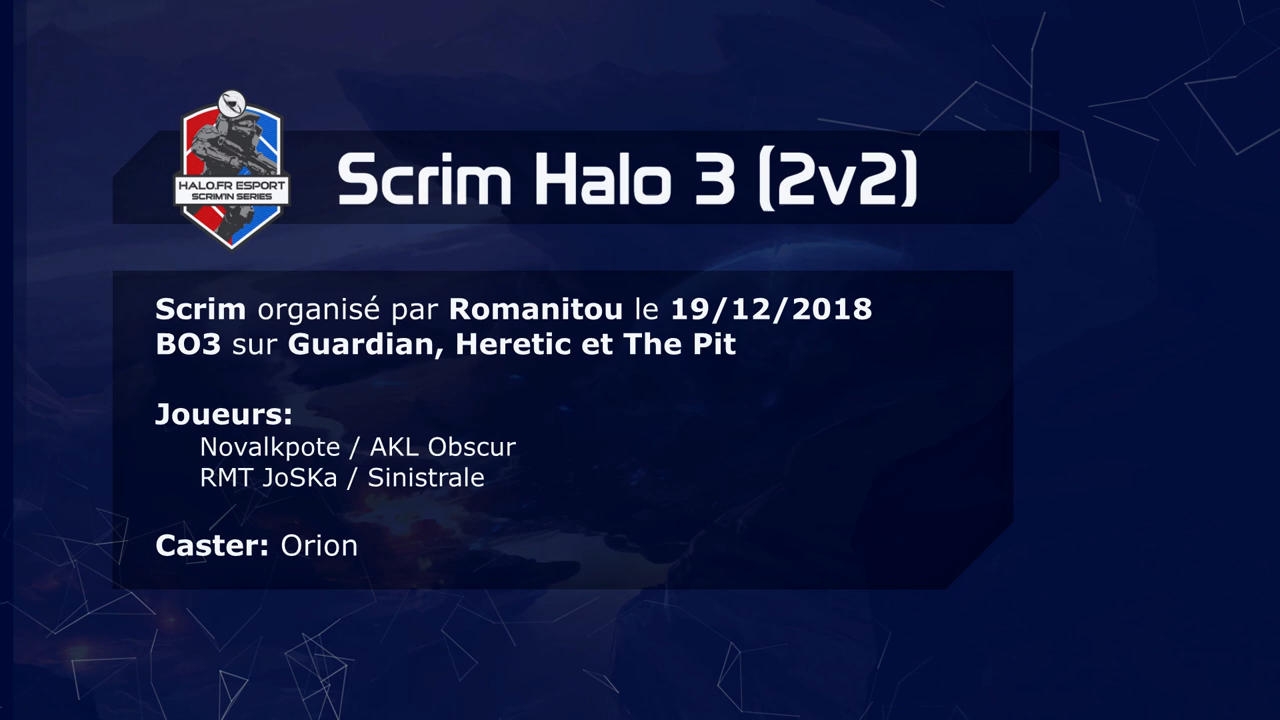 HALO.FR ESPORT
SCRIM'IN SERIES
Scrim Halo 3 (2v2)
Scrim organisé par Romanitou le 19/12/2018
BO3 sur Guardian, Heretic et The Pit
Joueurs:
Novalkpote / AKL Obscur
RMT JoSKa / Sinistrale
Caster: Orion